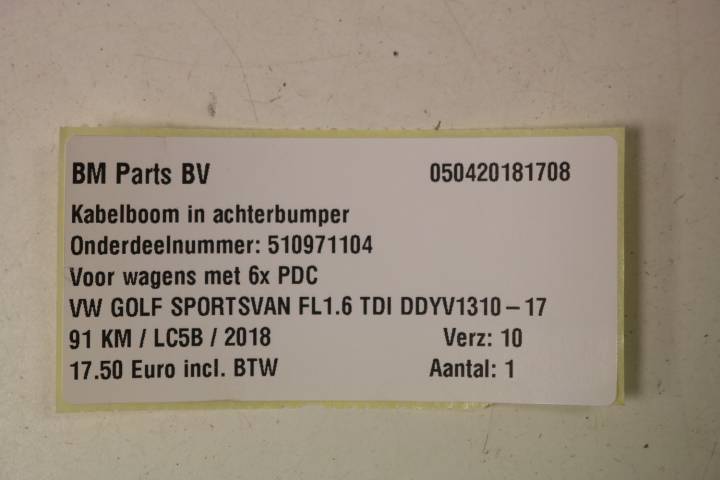 BM Parts BV 050420181708
Kabelboom in achterbumper
Onderdeelnummer: 510971104
Voor wagens met 6x PDC
VW GOLF SPORTSVAN FL1.6 TDI DDYV1310 – 17
91 KM / LC5B / 2018 Verz: 10
17.50 Euro incl. BTW Aantal: 1